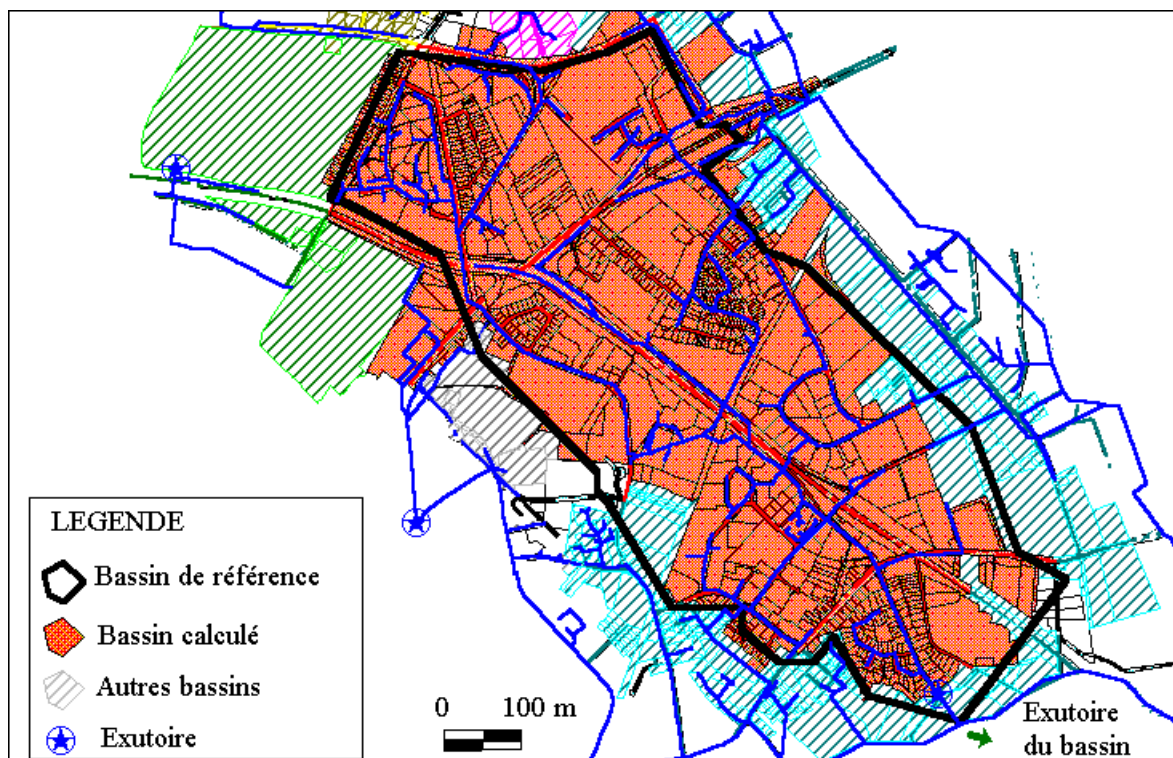 LEGENDE
Bassin de référence
Bassin calculé
Autres bassins
Exutoire
0 100 m
Exutoire
du bassin